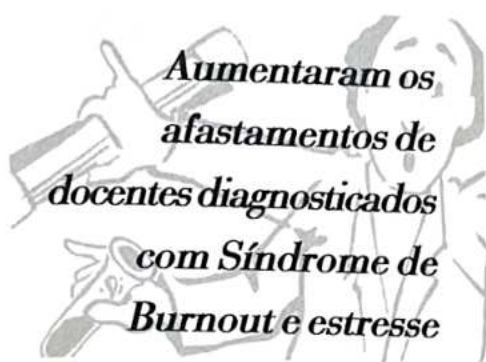 Aumentaram os
afastamentos de
docentes diagnosticados
com Síndrome de
Burnout e estresse